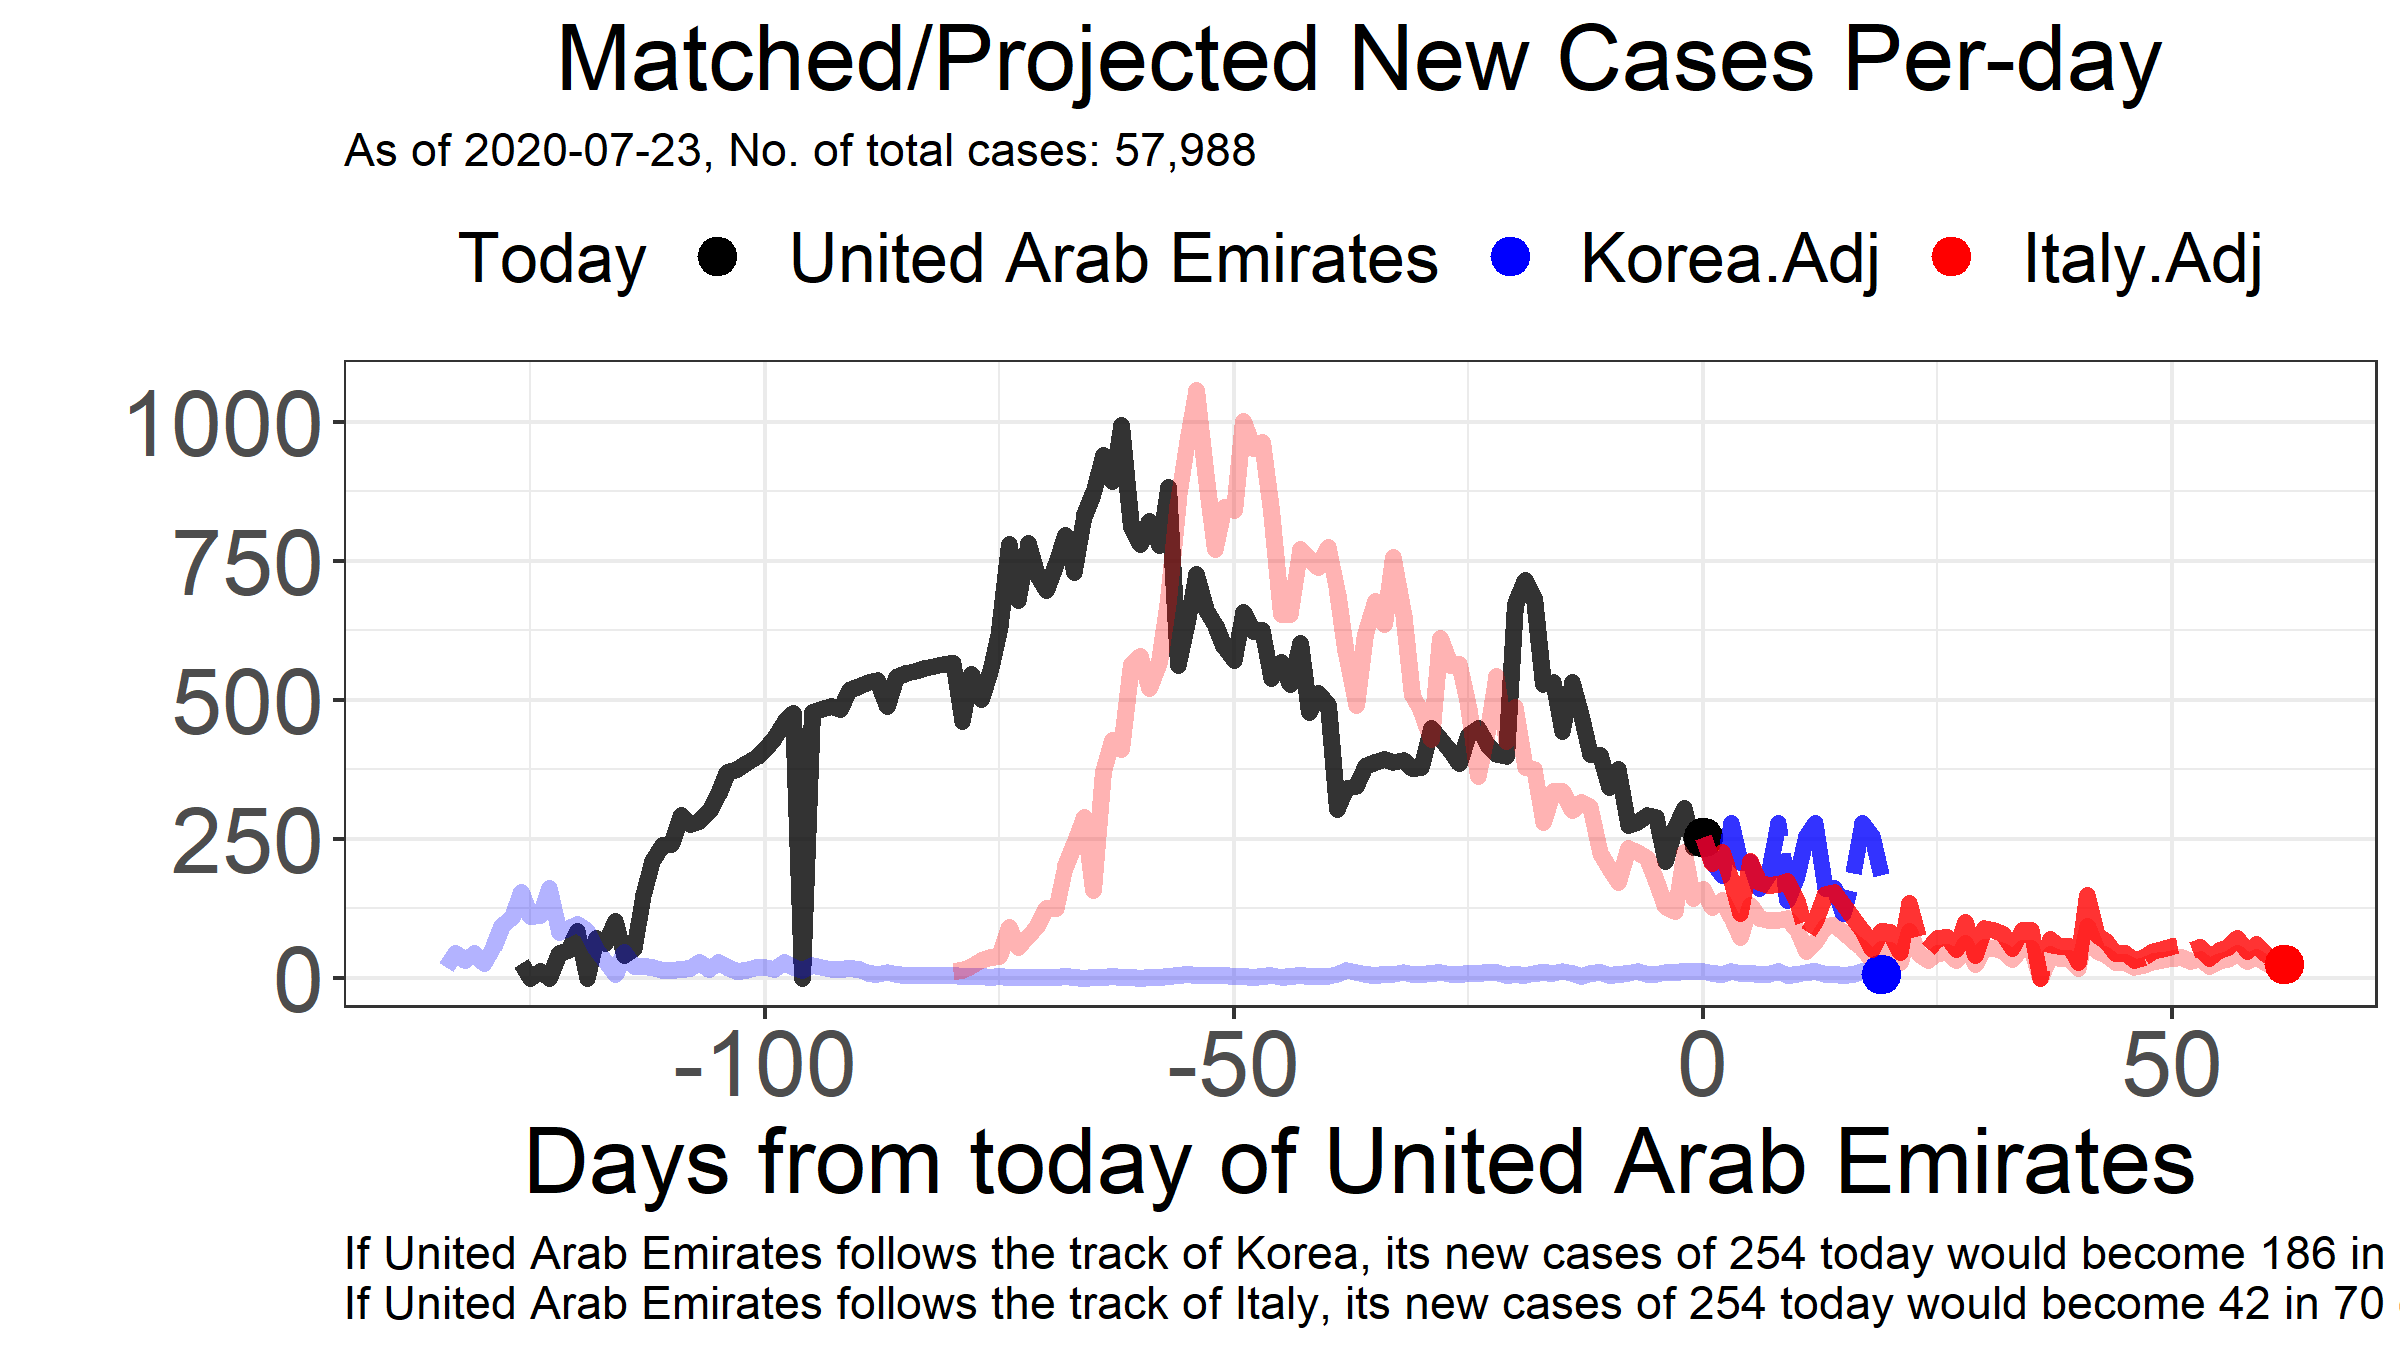 Matched/Projected New Cases Per-day
As of 2020-07-23, No. of total cases: 57,988
Today United Arab Emirates Korea.Adj Italy.Adj
1000
750
500
250
0
-100 -50 0 50
Days from today of United Arab Emirates
If United Arab Emirates follows the track of Korea, its new cases of 254 today would become 186 in
If United Arab Emirates follows the track of Italy, its new cases of 254 today would become 42 in 70